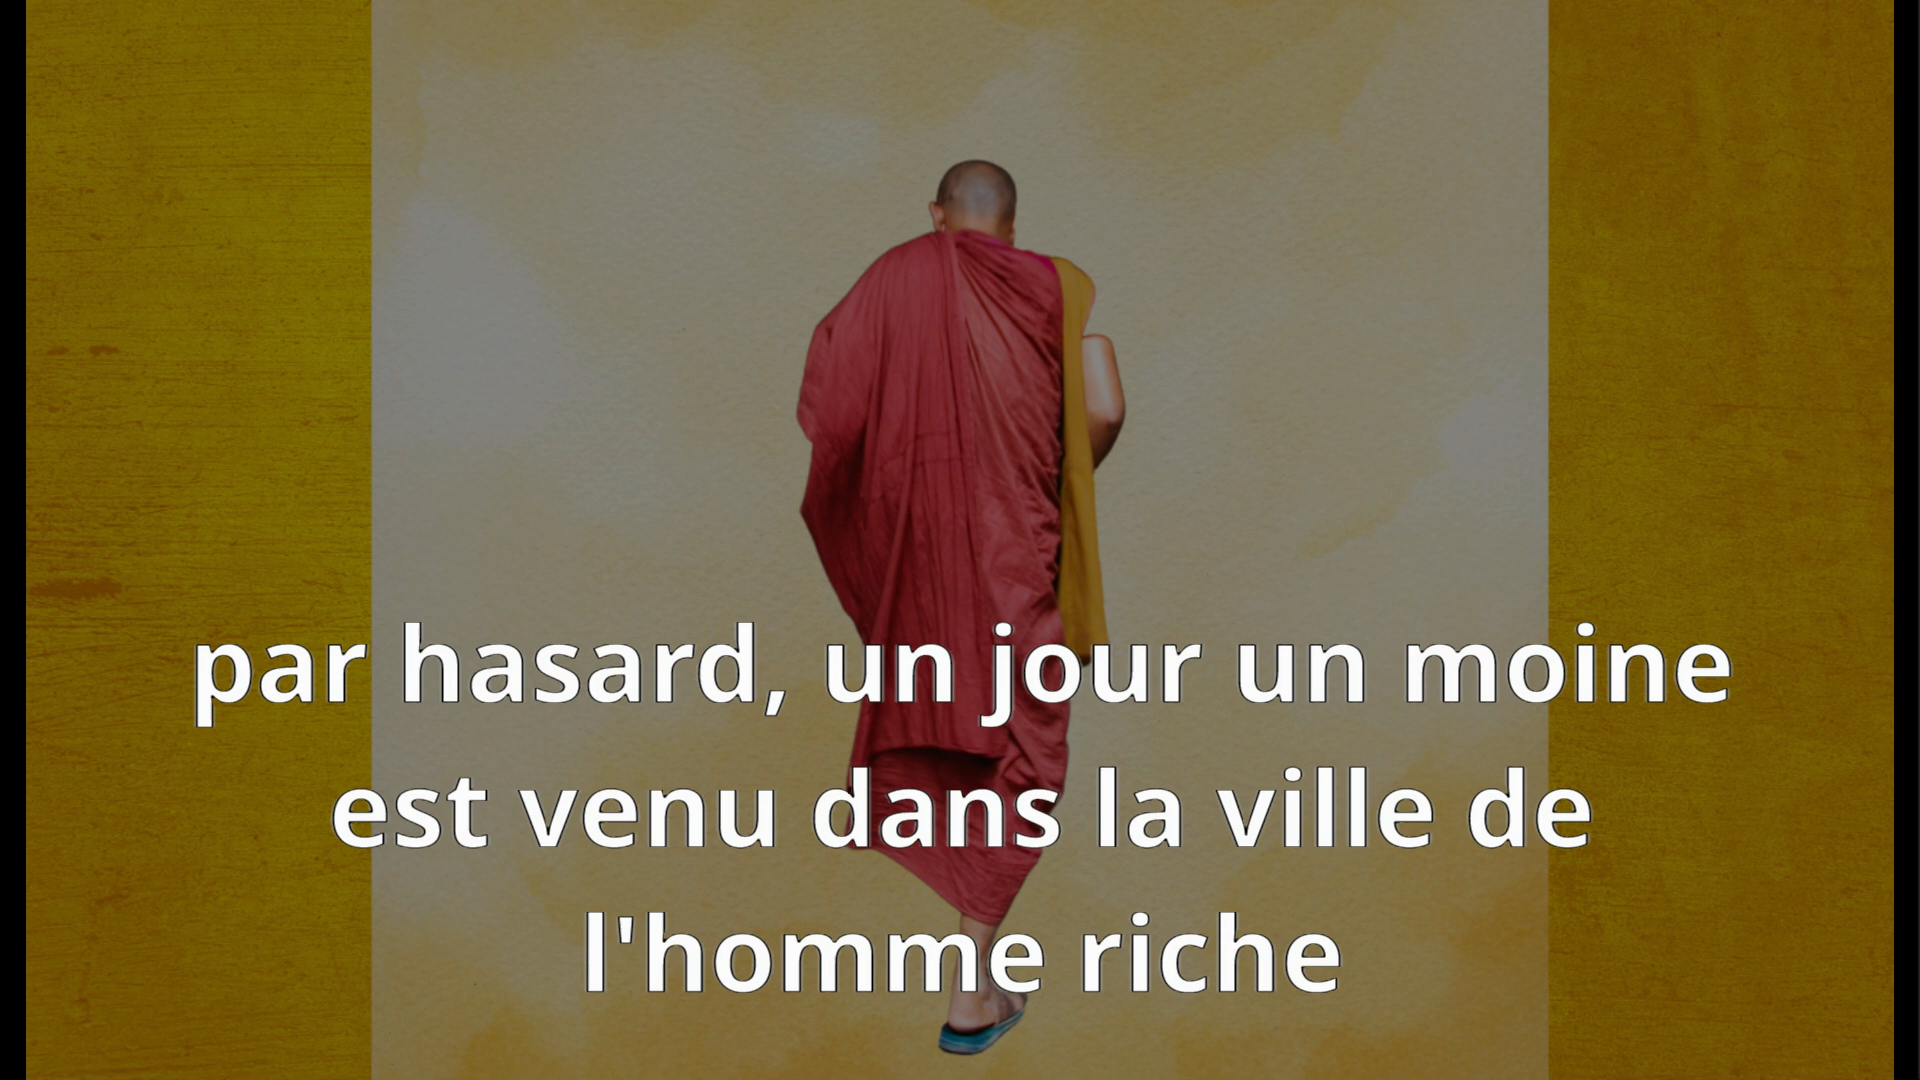 par hasard, un jour un moine
est venu dans la ville de
l'homme riche